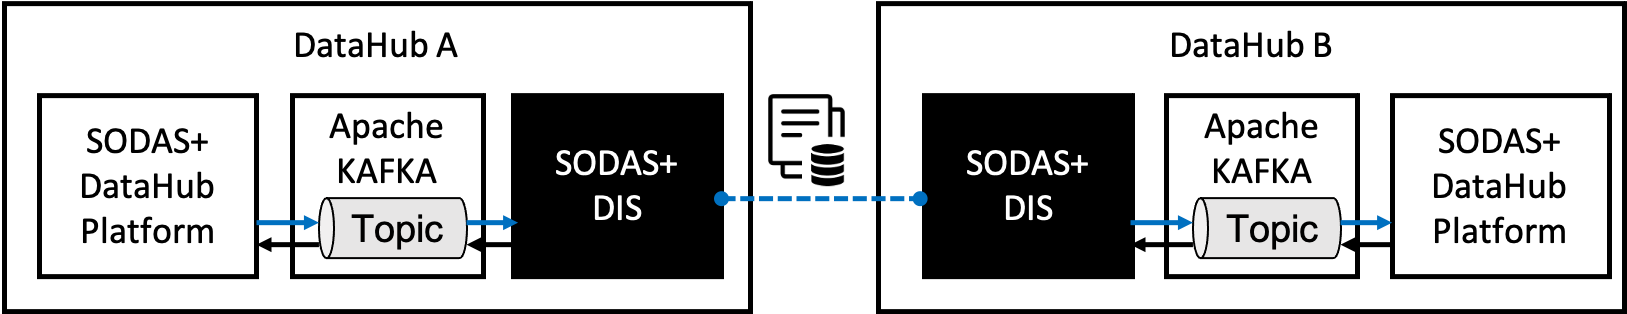 DataHub A
SODAS+
DataHub
Platform
Apache
KAFKA
Topic
SODAS+
DIS
DataHub B
SODAS+
DIS
Apache
KAFKA
Topic
SODAS+
DataHub
Platform